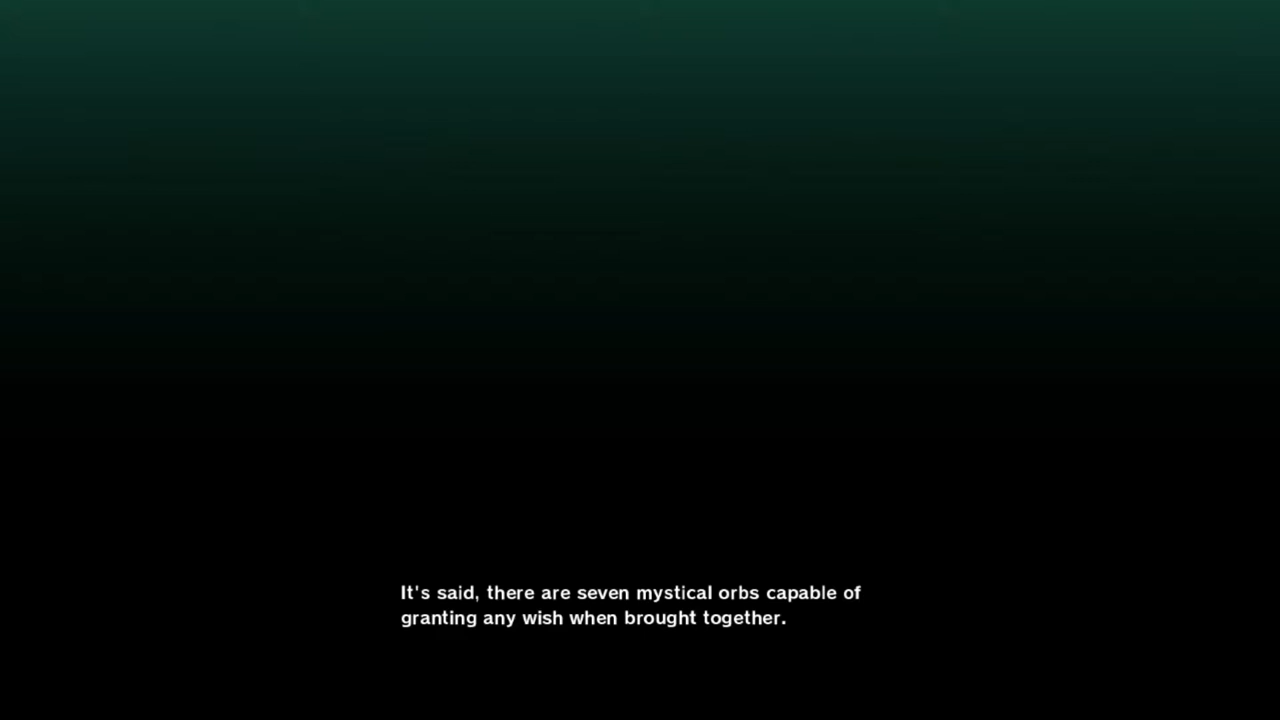 It's said, there are seven mystical orbs capable of
granting any wish when brought together.